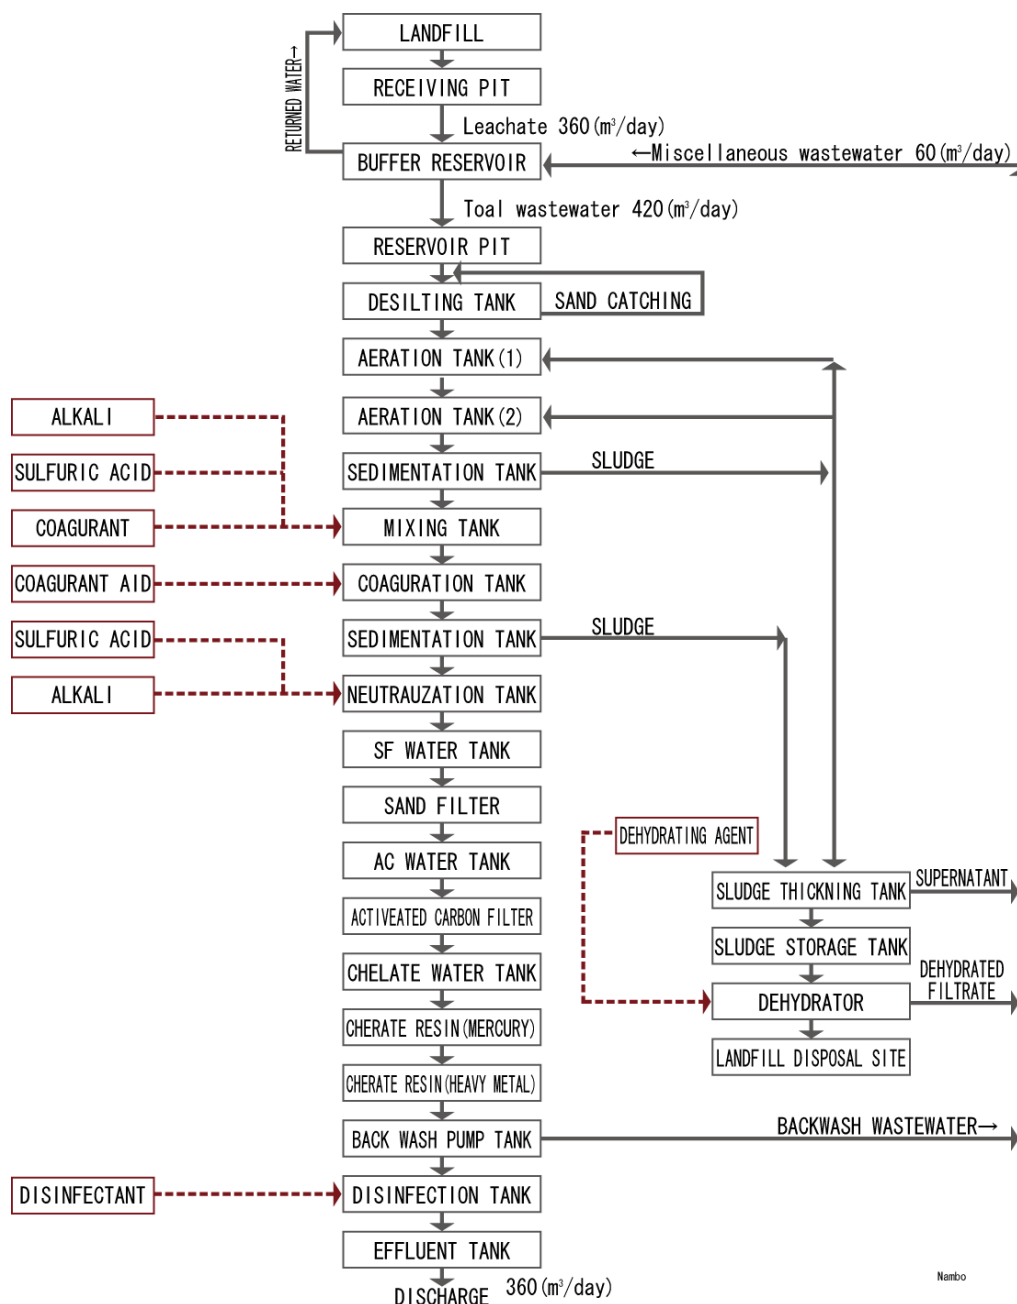 LANDFILL
RETURNED WATER→
RECEIVING PIT
Leachate 360(m³/day)
←Miscellaneous wastewater 60(m³/day)
BUFFER RESERVOIR
Toal wastewater 420(m³/day)
RESERVOIR PIT
DESILTING TANK
SAND CATCHING
AERATION TANK(1)
ALKALI
AERATION TANK(2)
SULFURIC ACID
SEDIMENTATION TANK
SLUDGE
COAGURANT
MIXING TANK
COAGURANT AID
COAGURATION TANK
SULFURIC ACID
SEDIMENTATION TANK
SLUDGE
ALKALI
NEUTRAUZATION TANK
SF WATER TANK
SAND FILTER
DEHYDRATING AGENT
AC WATER TANK
SLUDGE THICKNING TANK
SUPERNATANT
ACTIVEATED CARBON FILTER
SLUDGE STORAGE TANK
CHELATE WATER TANK
DEHYDRATOR
DEHYDRATED
FILTRATE
CHERATE RESIN(MERCURY)
LANDFILL DISPOSAL SITE
CHERATE RESIN(HEAVY METAL)
BACK WASH PUMP TANK
BACKWASH WASTEWATER→
DISINFECTANT
DISINFECTION TANK
EFFLUENT TANK
DISCHARGE 360(m³/day)
Nambo